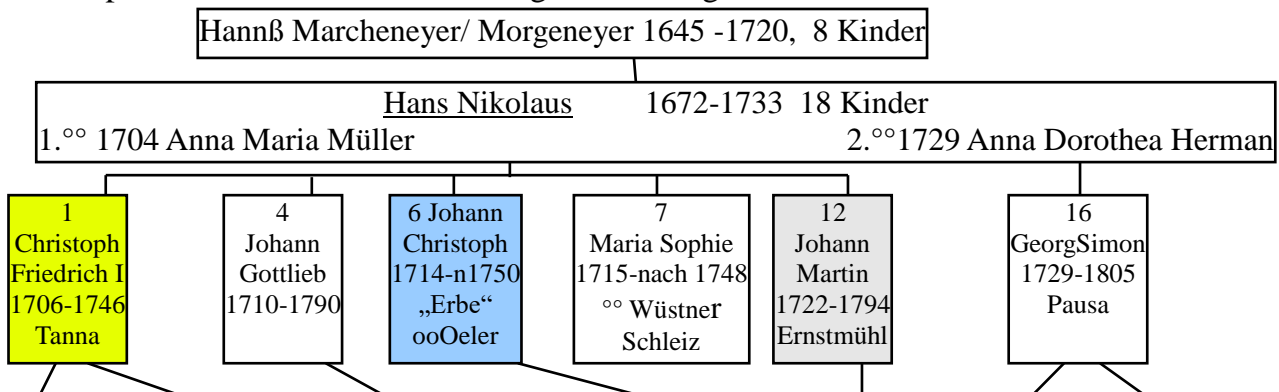 Hannß Marcheneyer/ Morgeneyer 1645 -1720,  8 Kinder
Hans Nikolaus 1672-1733  18 Kinder
1.°° 1704 Anna Maria Müller 2.°°1729 Anna Dorothea Herman
1
Christoph
Friedrich I
1706-1746
Tanna
4
Johann
Gottlieb
1710-1790
6 Johann
Christoph
1714-n1750
„Erbe“
ooOeler
7
Maria Sophie
1715-nach 1748
°° Wüstner
Schleiz
12
Johann
Martin
1722-1794
Ernstmühl
16
GeorgSimon
1729-1805
Pausa